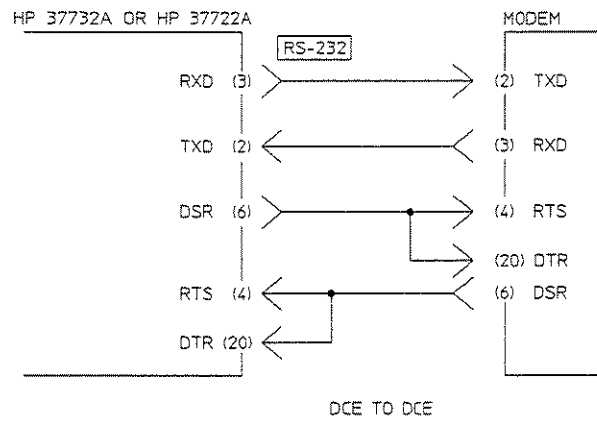 HP 37732A OR HP 37722A MODEM
RS-232
RXD (3) (2) TXD
TXD (2) (3) RXD
DSR (6) (4) RTS
(20) DTR
RTS (4) (6) DSR
DTR (20)
DCE TO DCE